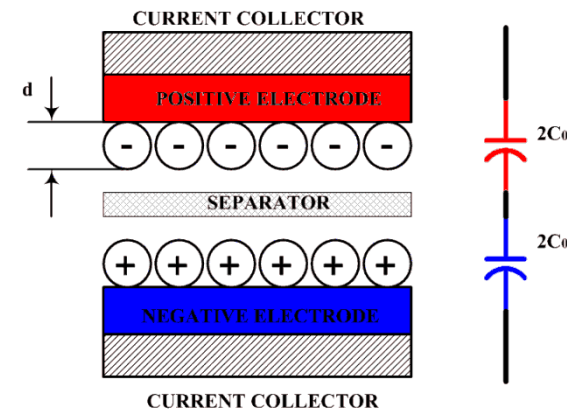 CURRENT COLLECTOR
d
POSITIVE ELECTRODE
- - - - - -
2C₀
SEPARATOR
2C₀
+ + + + + +
NEGATIVE ELECTRODE
CURRENT COLLECTOR